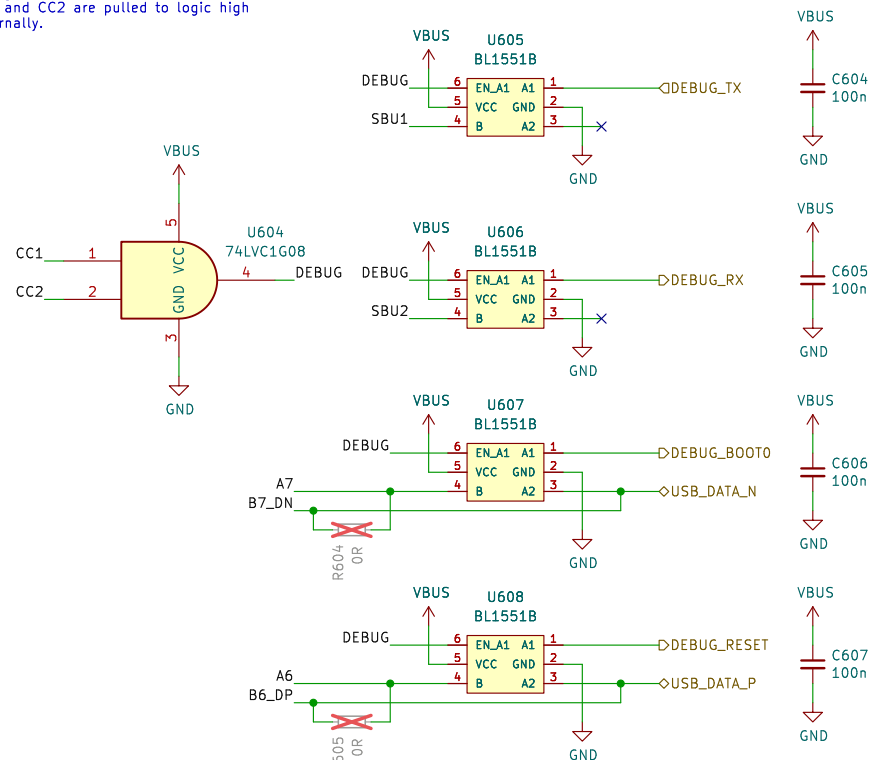 and CC2 are pulled to logic high
rnally.
VBUS
U605
BL1551B
DEBUG
6
EN_A1
A1
1
DEBUG_TX
5
VCC
GND
2
SBU1
4
B
A2
3
GND
VBUS
C604
100n
GND
VBUS
5
U604
74LVC1G08
CC1
1
VCC
4
DEBUG
CC2
2
GND
3
GND
VBUS
U606
BL1551B
DEBUG
6
EN_A1
A1
1
DEBUG_RX
5
VCC
GND
2
SBU2
4
B
A2
3
GND
VBUS
C605
100n
GND
VBUS
U607
BL1551B
DEBUG
6
EN_A1
A1
1
DEBUG_BOOT0
5
VCC
GND
2
A7
4
B
A2
3
USB_DATA_N
B7_DN
R604
0R
GND
VBUS
C606
100n
GND
VBUS
U608
BL1551B
DEBUG
6
EN_A1
A1
1
DEBUG_RESET
5
VCC
GND
2
A6
4
B
A2
3
USB_DATA_P
B6_DP
605
0R
GND
VBUS
C607
100n
GND